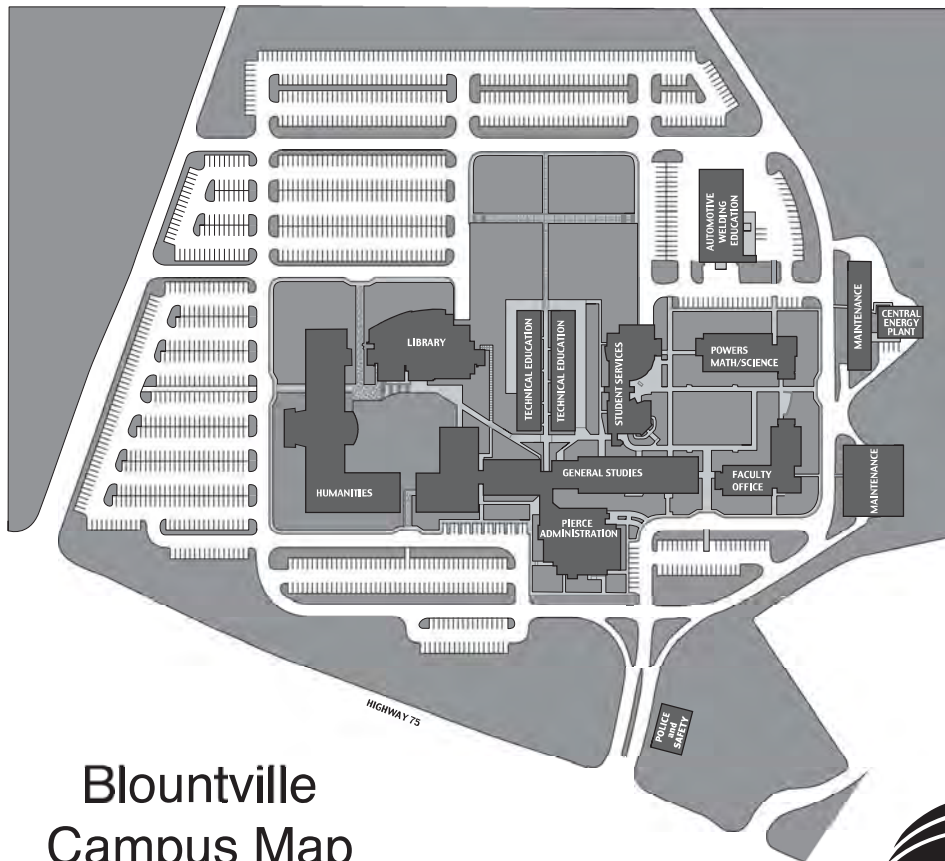 AUTOMOTIVE
WELDING
EDUCATION
MAINTENANCE
CENTRAL
ENERGY
PLANT
LIBRARY
TECHNICAL EDUCATION
TECHNICAL EDUCATION
STUDENT SERVICES
POWERS
MATH/SCIENCE
GENERAL STUDIES
HUMANITIES
FACULTY
OFFICE
MAINTENANCE
PIERCE
ADMINISTRATION
HIGHWAY 75
POLICE
and
SAFETY
Blountville
Campus Map